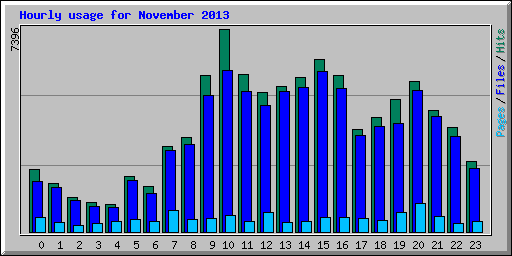 Hourly usage for November 2013
7396
Pages/Files/Hits
0 1 2 3 4 5 6 7 8 9 10 11 12 13 14 15 16 17 18 19 20 21 22 23